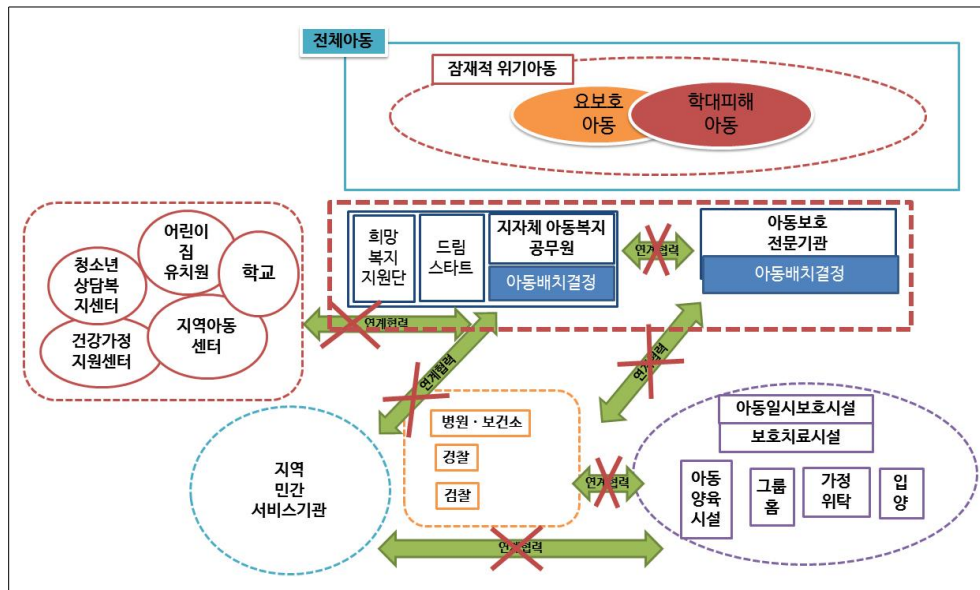 전체아동
잠재적 위기아동
요보호
아동
학대피해
아동
어린이
집
유치원
청소년
상담복
지센터
학교
건강가정
지원센터
지역아동
센터
희망
복지
지원단
드림
스타트
지자체 아동복지
공무원
아동배치결정
연계협력
아동보호
전문기관
아동배치결정
연계협력
연계협력
연계협력
지역
민간
서비스기관
병원 · 보건소
경찰
검찰
연계협력
아동일시보호시설
보호치료시설
아동
양육
시설
그룹
홈
가정
위탁
입
양
연계협력